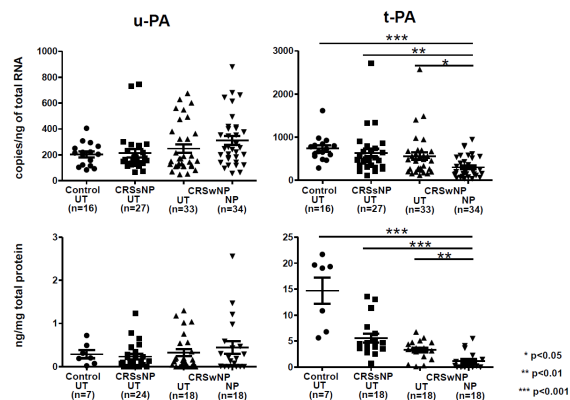 u-PA
t-PA
copies/ng of total RNA
1000
800
600
400
200
0
Control CRSsNP CRSwNP
UT UT UT NP
(n=16) (n=27) (n=33) (n=34)
3000
2000
1000
0
***
**
*
Control CRSsNP CRSwNP
UT UT UT NP
(n=16) (n=27) (n=33) (n=34)
ng/mg total protein
3
2
1
0
Control CRSsNP CRSwNP
UT UT UT NP
(n=7) (n=24) (n=18) (n=18)
25
20
15
10
5
0
***
***
**
Control CRSsNP CRSwNP
UT UT UT NP
(n=7) (n=18) (n=18) (n=18)
* p<0.05
** p<0.01
*** p<0.001